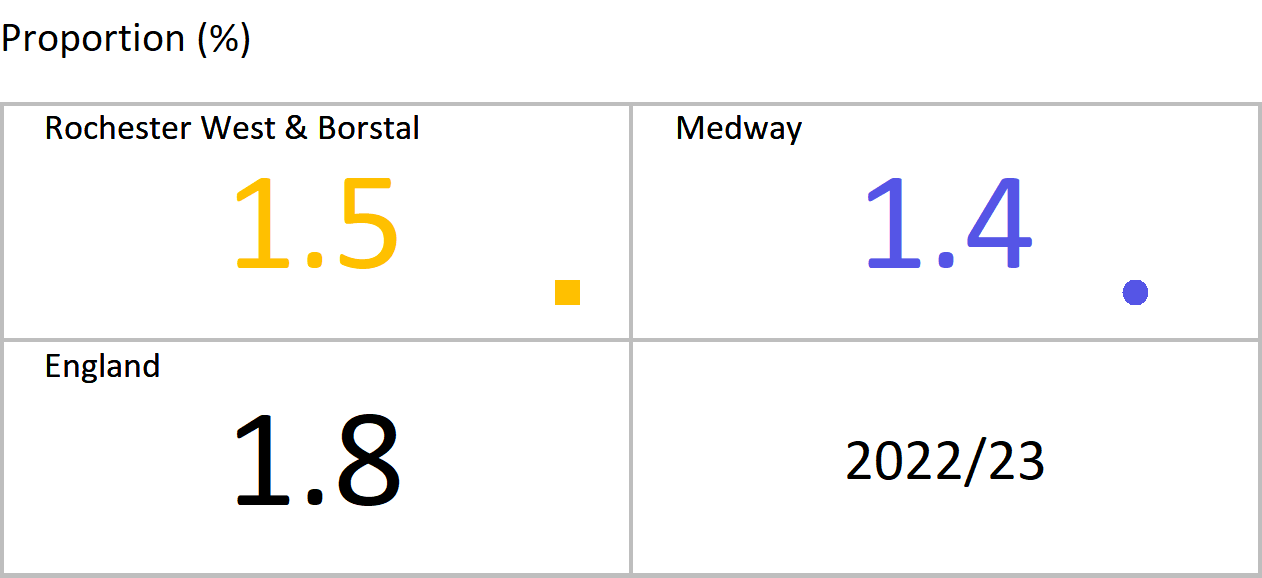 Proportion (%)
Rochester West & Borstal
1.5
Medway
1.4
England
1.8
2022/23